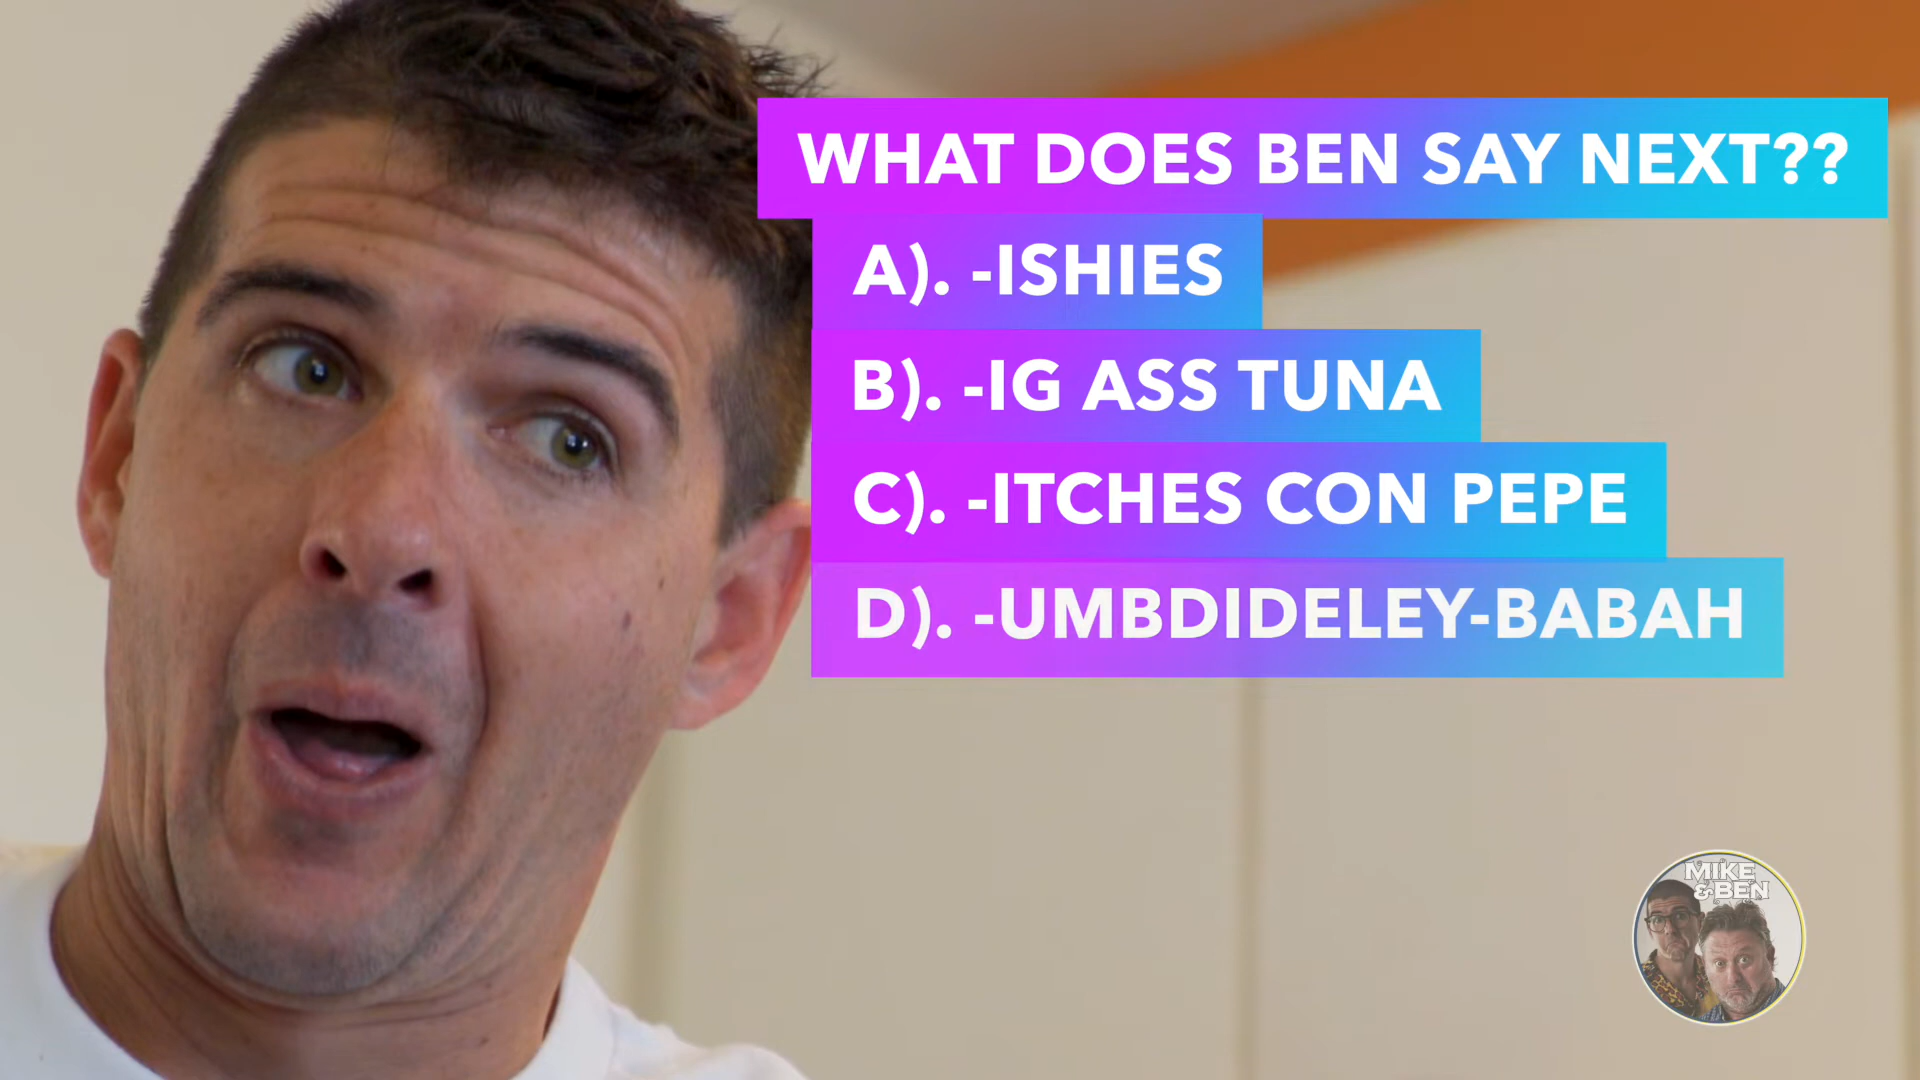 WHAT DOES BEN SAY NEXT??
A). -ISHIES
B). -IG ASS TUNA
C). -ITCHES CON PEPE
D). -UMBDIDELEY-BABAH
MIKE
& BEN